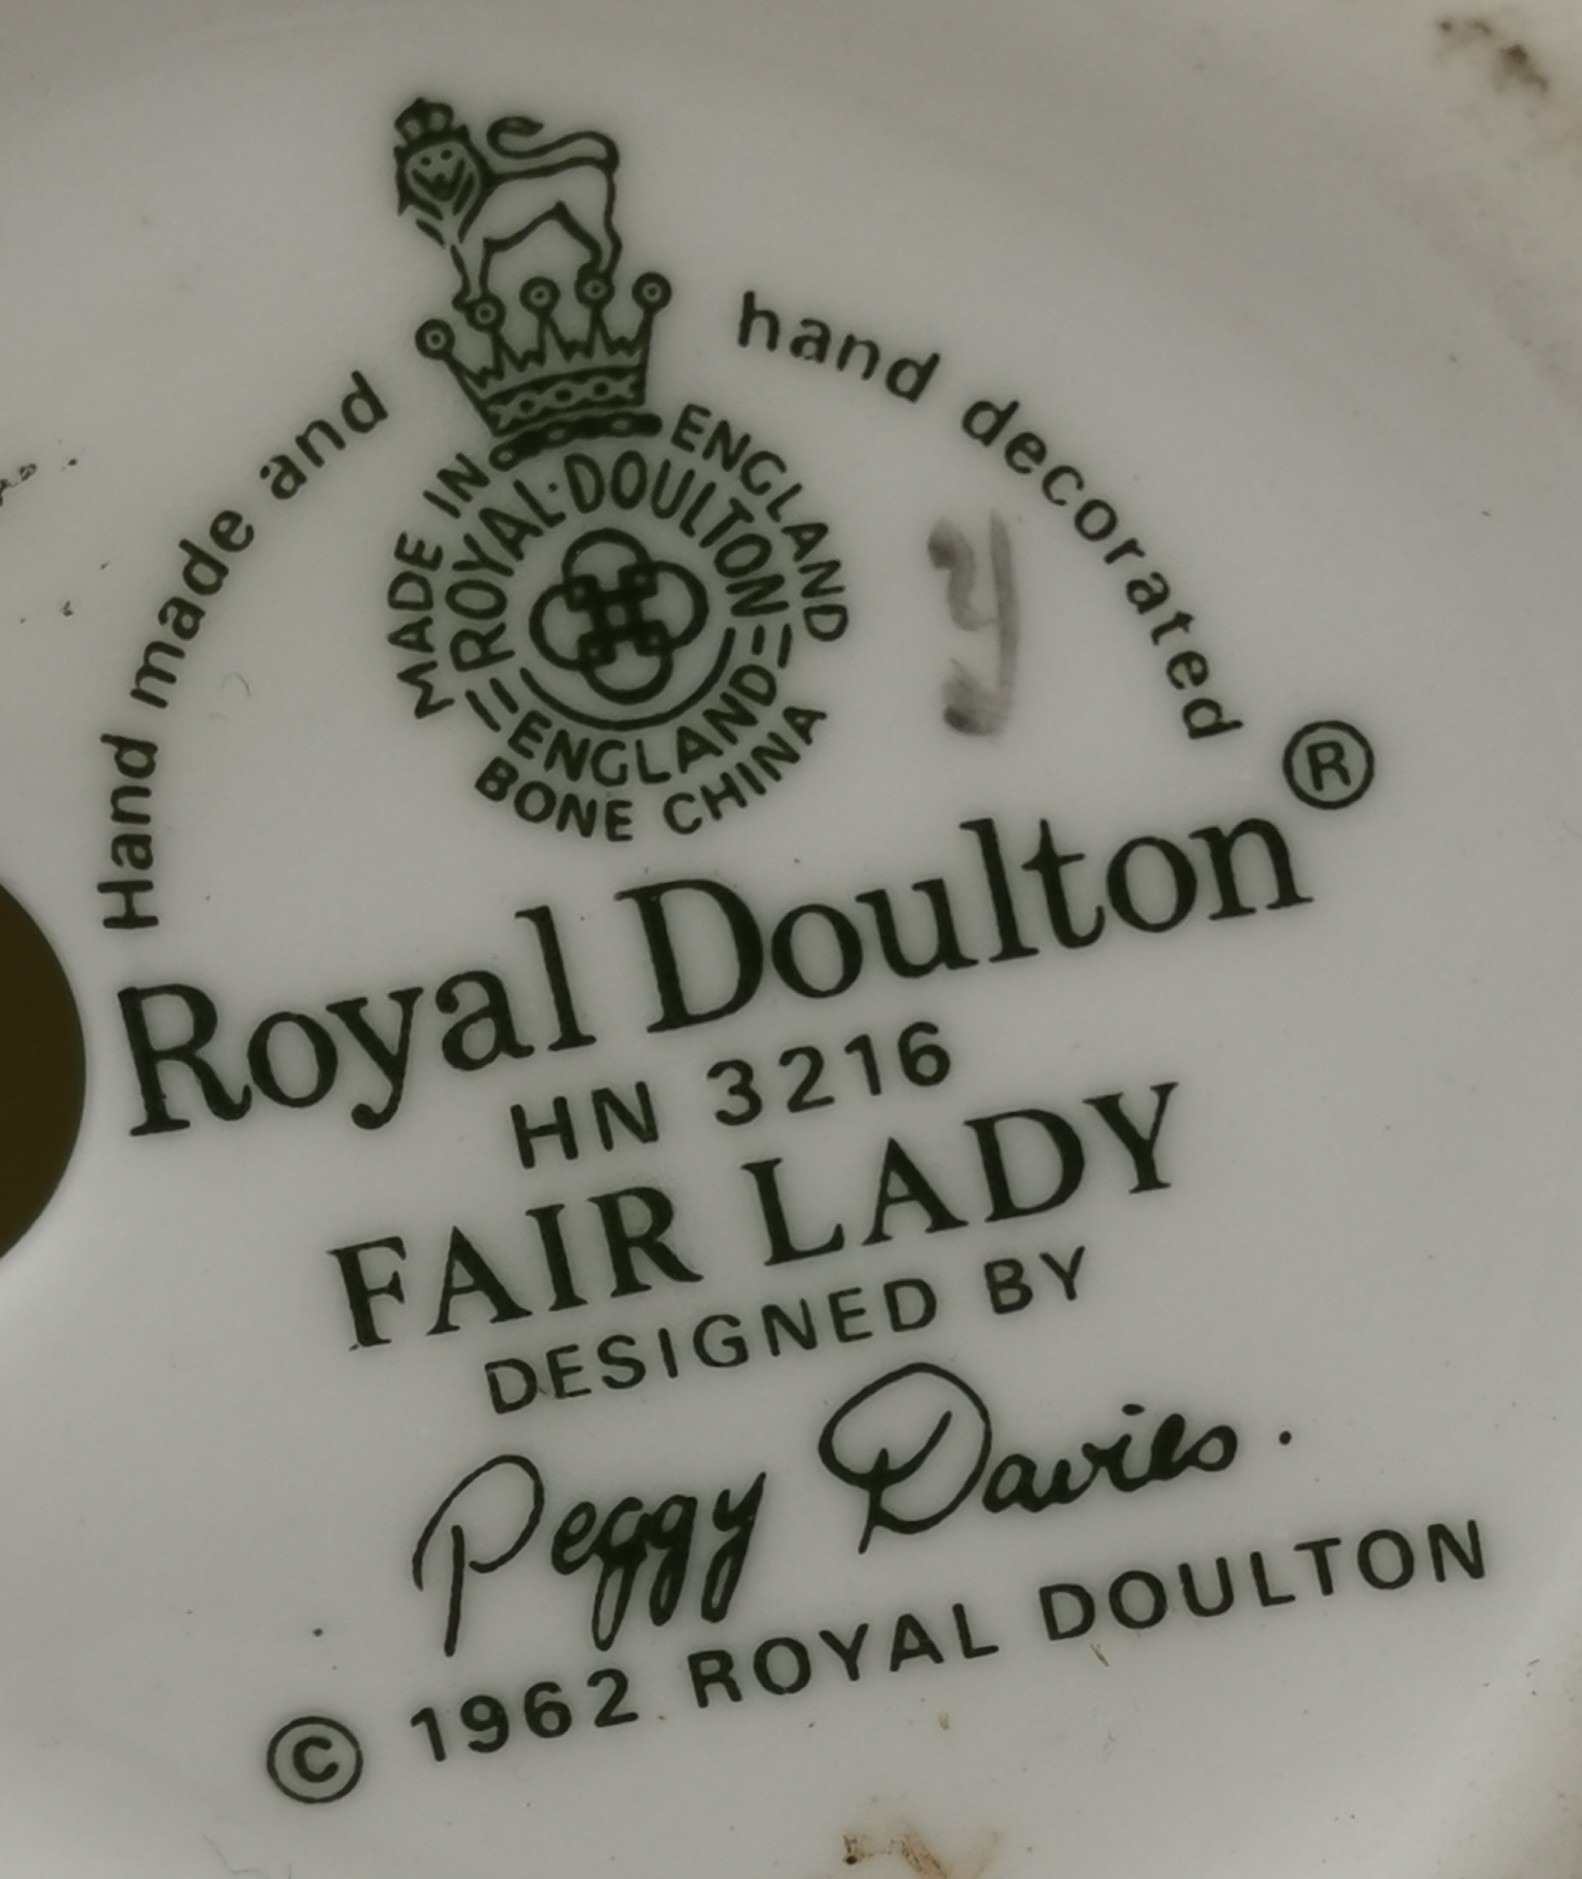 Hand made and hand decorated
MADE IN ENGLAND
ROYAL·DOULTON
ENGLAND
BONE CHINA
y
Royal Doulton®
HN 3216
FAIR LADY
DESIGNED BY
Peggy Davies.
© 1962 ROYAL DOULTON